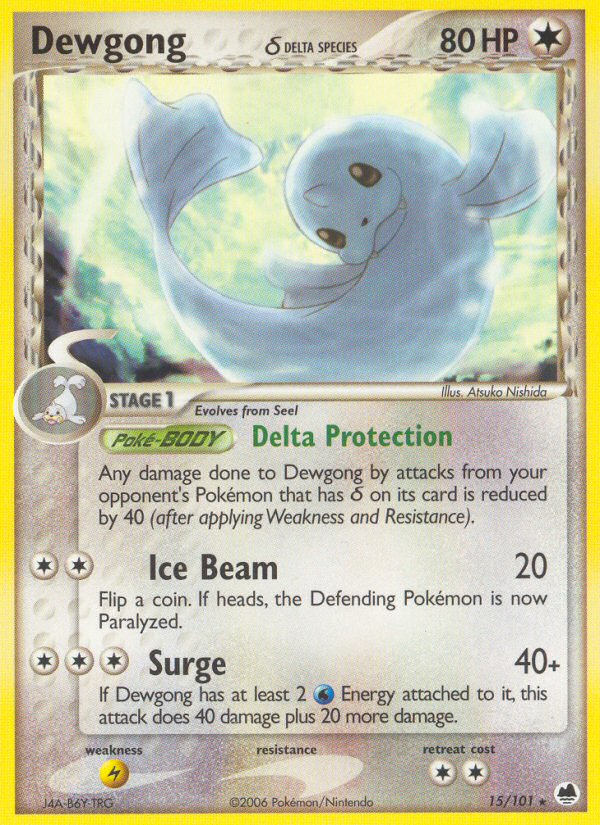 Dewgong δ DELTA SPECIES 80 HP
Illus. Atsuko Nishida
STAGE 1
Evolves from Seel
Poké-BODY Delta Protection
Any damage done to Dewgong by attacks from your
opponent's Pokémon that has δ on its card is reduced
by 40 (after applying Weakness and Resistance).
Ice Beam 20
Flip a coin. If heads, the Defending Pokémon is now
Paralyzed.
Surge 40+
If Dewgong has at least 2 Energy attached to it, this
attack does 40 damage plus 20 more damage.
weakness resistance retreat cost
J4A-B6Y-TRG ©2006 Pokémon/Nintendo 15/101 ★